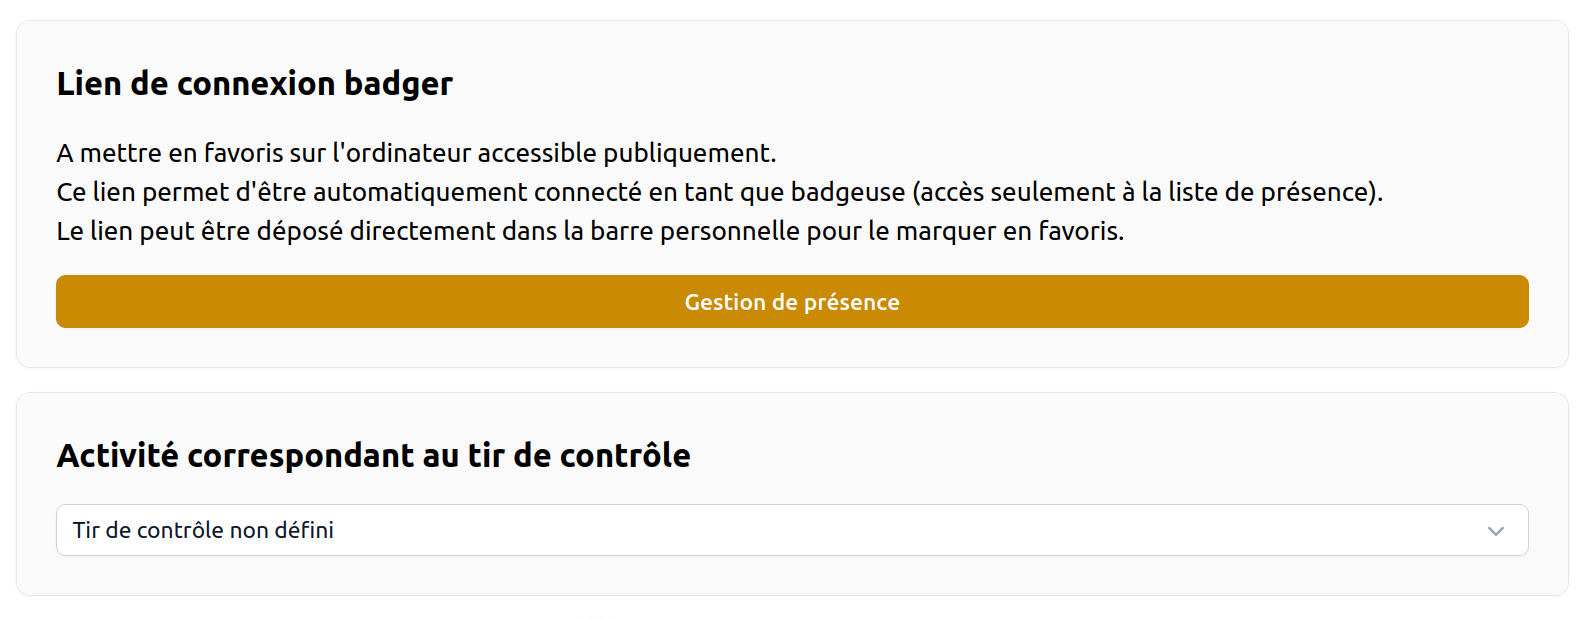 Lien de connexion badger
A mettre en favoris sur l'ordinateur accessible publiquement.
Ce lien permet d'être automatiquement connecté en tant que badgeuse (accès seulement à la liste de présence).
Le lien peut être déposé directement dans la barre personnelle pour le marquer en favoris.
Gestion de présence
Activité correspondant au tir de contrôle
Tir de contrôle non défini